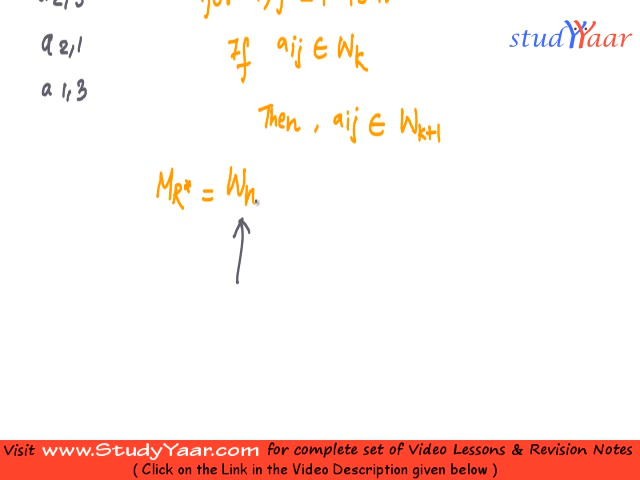 studYYaar
a 2,1
If aij ∈ Wk
a 1,3
Then, aij ∈ Wk+1
MR* = Wn
Visit www.StudyYaar.com for complete set of Video Lessons & Revision Notes
( Click on the Link in the Video Description given below )